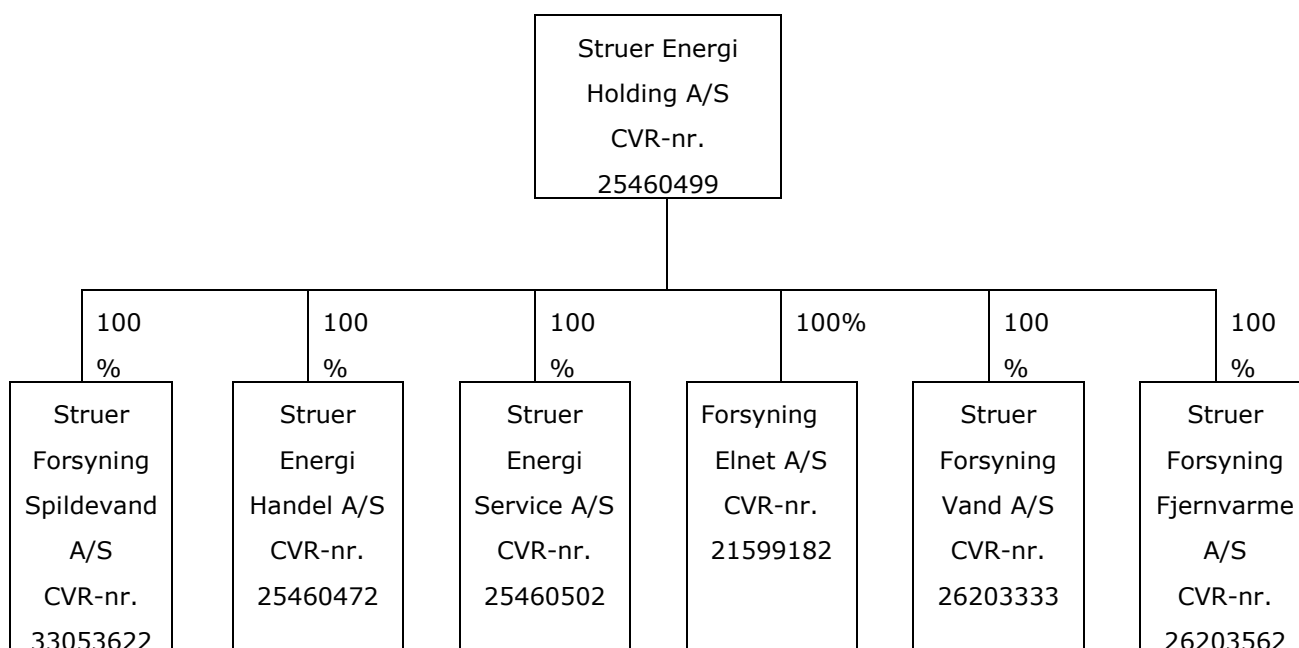 Struer Energi
Holding A/S
CVR-nr.
25460499
100
%
100
%
100
%
100%
100
%
100
%
Struer
Forsyning
Spildevand
A/S
CVR-nr.
33053622
Struer
Energi
Handel A/S
CVR-nr.
25460472
Struer
Energi
Service A/S
CVR-nr.
25460502
Forsyning
Elnet A/S
CVR-nr.
21599182
Struer
Forsyning
Vand A/S
CVR-nr.
26203333
Struer
Forsyning
Fjernvarme
A/S
CVR-nr.
26203562